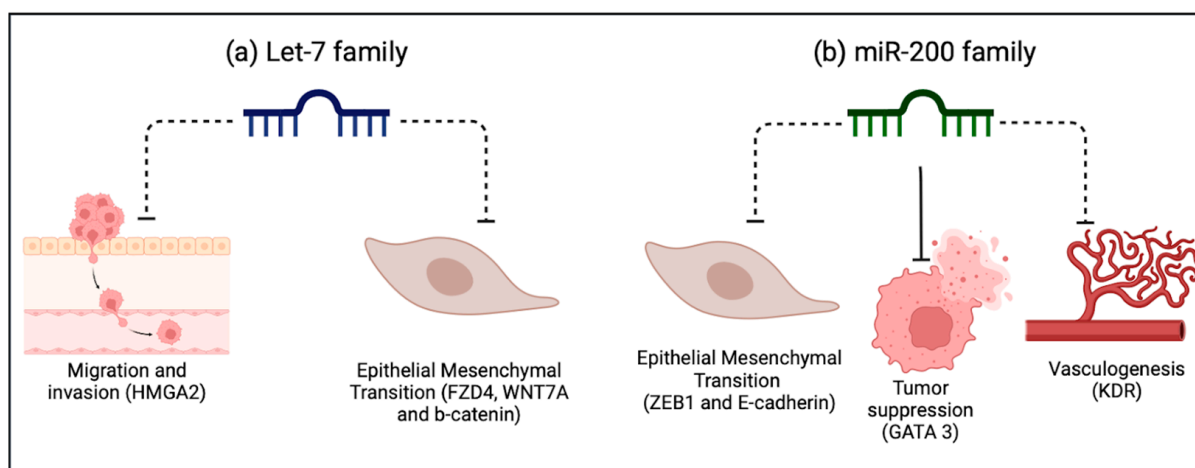 (a) Let-7 family
(b) miR-200 family
Migration and
invasion (HMGA2)
Epithelial Mesenchymal
Transition (FZD4, WNT7A
and b-catenin)
Epithelial Mesenchymal
Transition
(ZEB1 and E-cadherin)
Tumor
suppression
(GATA 3)
Vasculogenesis
(KDR)